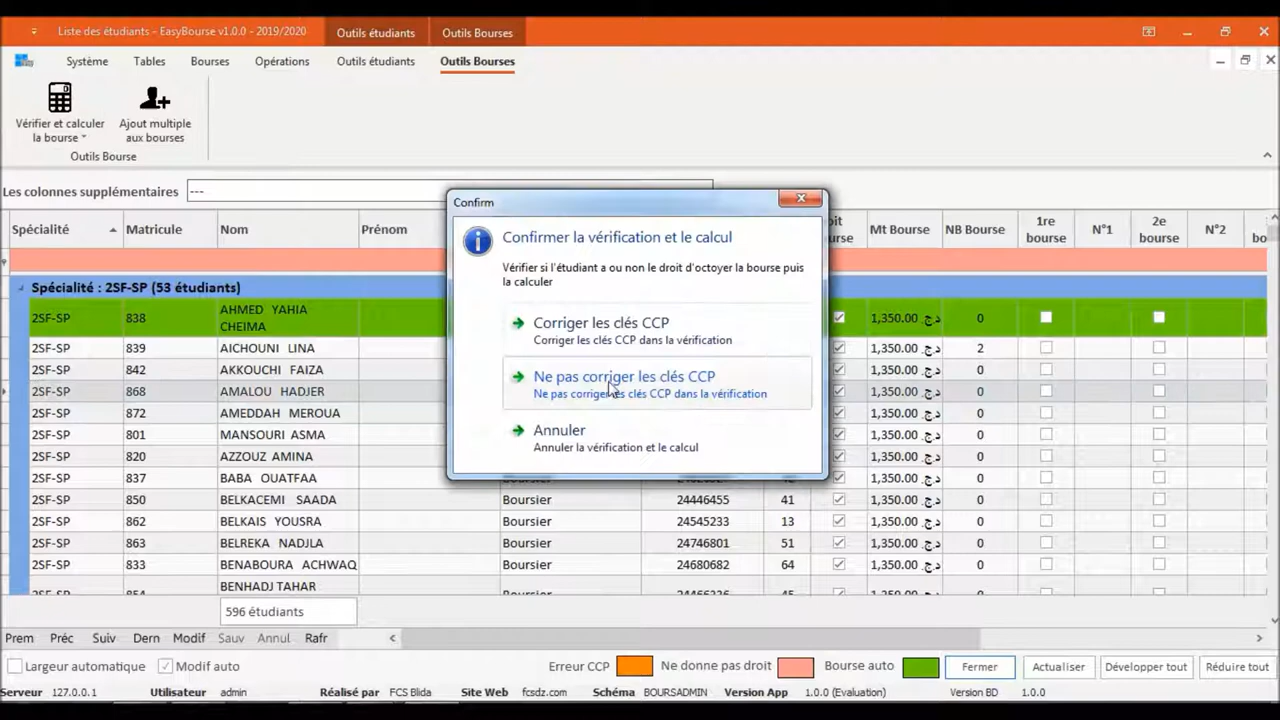 Liste des étudiants - EasyBourse v1.0.0 - 2019/2020 Outils étudiants Outils Bourses
Système Tables Bourses Opérations Outils étudiants Outils Bourses
Vérifier et calculer la bourse
Ajout multiple aux bourses
Outils Bourse
Les colonnes supplémentaires ---
Spécialité Matricule Nom Prénom Mt Bourse NB Bourse 1re bourse N°1 2e bourse N°2
Spécialité : 2SF-SP (53 étudiants)
2SF-SP 838 AHMED YAHIA CHEIMA 1,350.00 د.ج. 0
2SF-SP 839 AICHOUNI LINA 1,350.00 د.ج. 2
2SF-SP 842 AKKOUCHI FAIZA 1,350.00 د.ج. 0
2SF-SP 868 AMALOU HADJER 1,350.00 د.ج. 0
2SF-SP 872 AMEDDAH MEROUA 1,350.00 د.ج. 0
2SF-SP 801 MANSOURI ASMA 1,350.00 د.ج. 0
2SF-SP 820 AZZOUZ AMINA 1,350.00 د.ج. 0
2SF-SP 837 BABA OUATFAA 1,350.00 د.ج. 0
2SF-SP 850 BELKACEMI SAADA Boursier 24446455 41 1,350.00 د.ج. 0
2SF-SP 862 BELKAIS YOUSRA Boursier 24545233 13 1,350.00 د.ج. 0
2SF-SP 863 BELREKA NADJLA Boursier 24746801 51 1,350.00 د.ج. 0
2SF-SP 833 BENABOURA ACHWAQ Boursier 24680682 64 1,350.00 د.ج. 0
BENHADJ TAHAR
596 étudiants
Confirm
Confirmer la vérification et le calcul
Vérifier si l'étudiant a ou non le droit d'octoyer la bourse puis
la calculer
Corriger les clés CCP
Corriger les clés CCP dans la vérification
Ne pas corriger les clés CCP
Ne pas corriger les clés CCP dans la vérification
Annuler
Annuler la vérification et le calcul
Prem Préc Suiv Dern Modif Sauv Annul Rafr
Largeur automatique Modif auto Erreur CCP Ne donne pas droit Bourse auto Fermer Actualiser Développer tout Réduire tout
Serveur 127.0.0.1 Utilisateur admin Réalisé par FCS Blida Site Web fcsdz.com Schéma BOURSADMIN Version App 1.0.0 (Evaluation) Version BD 1.0.0